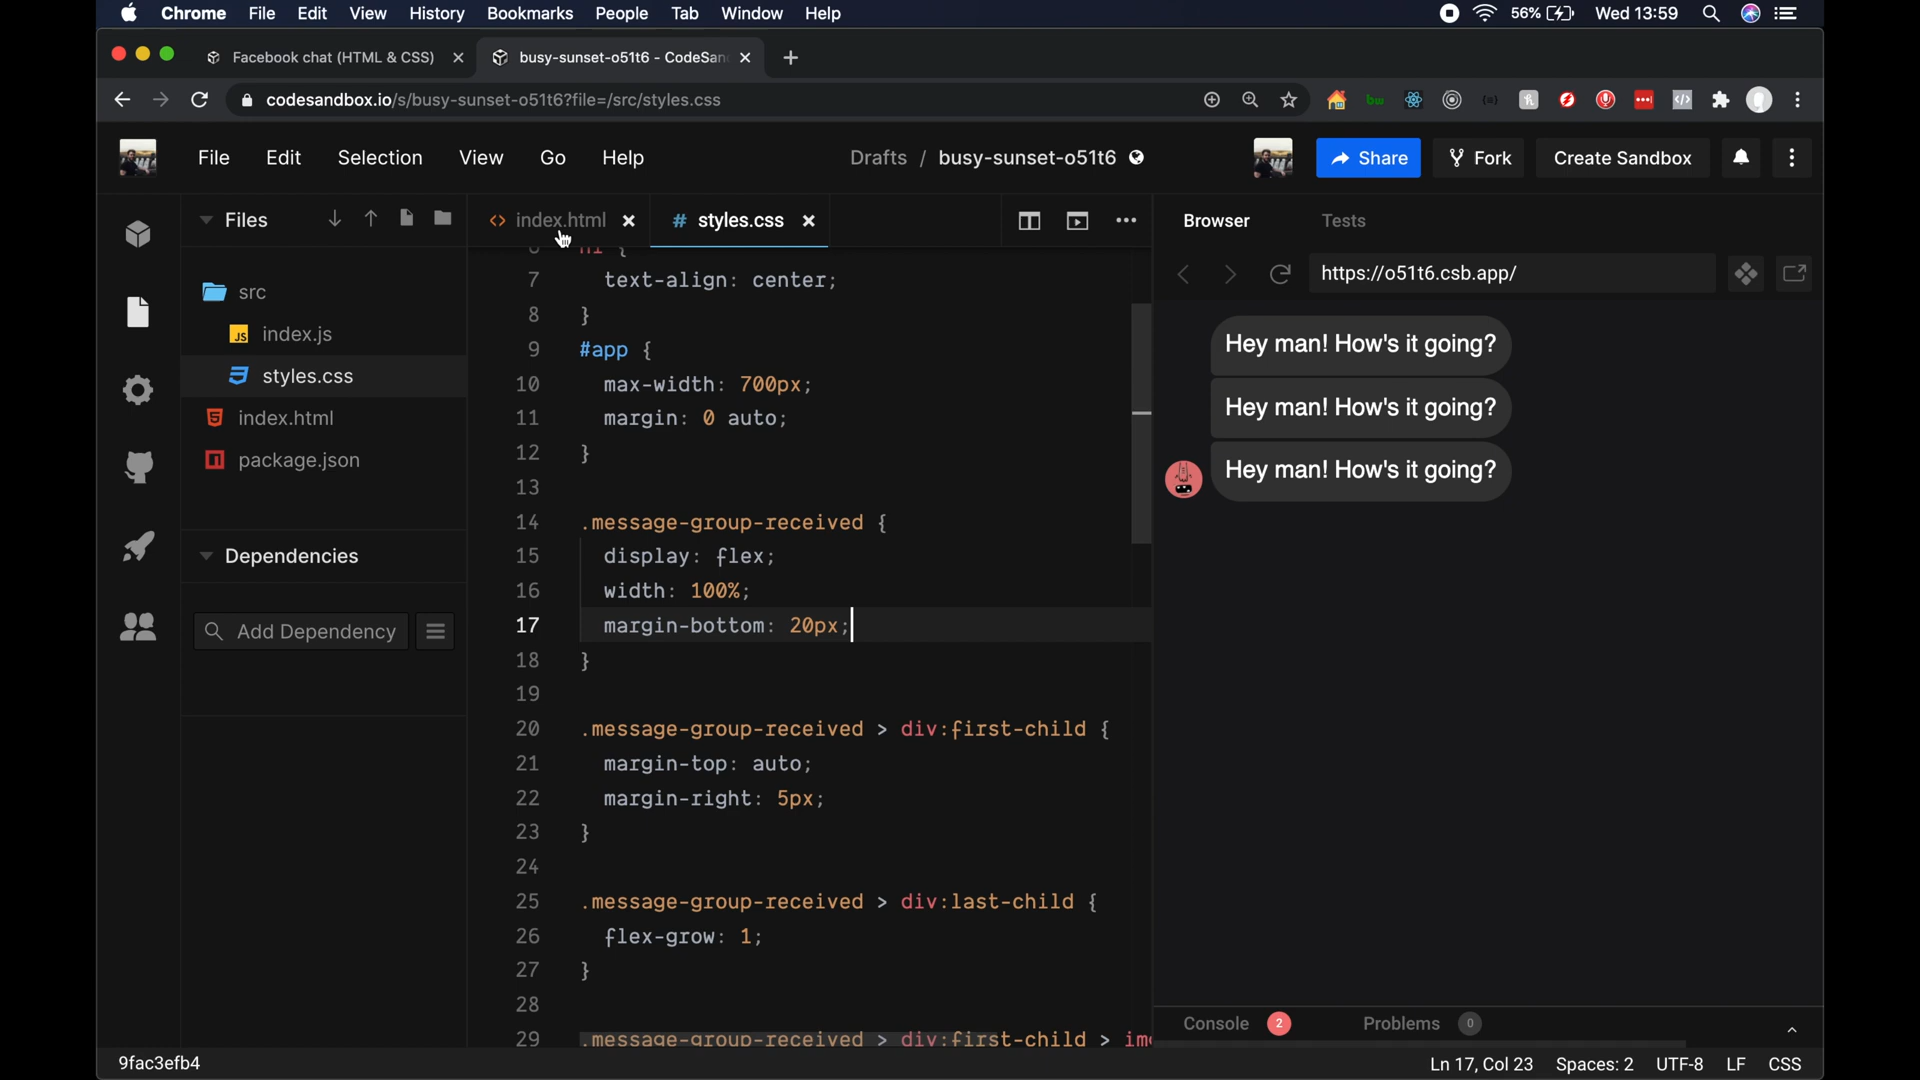 Chrome File Edit View History Bookmarks People Tab Window Help 56% Wed 13:59
Facebook chat (HTML & CSS) busy-sunset-o51t6 - CodeSan
codesandbox.io/s/busy-sunset-o51t6?file=/src/styles.css
File Edit Selection View Go Help Drafts / busy-sunset-o51t6 Share Fork Create Sandbox
Files index.html # styles.css Browser Tests
https://o51t6.csb.app/
src
JS index.js
styles.css
index.html
package.json
Dependencies
Add Dependency
7 text-align: center;
8 }
9 #app {
10 max-width: 700px;
11 margin: 0 auto;
12 }
13
14 .message-group-received {
15 display: flex;
16 width: 100%;
17 margin-bottom: 20px;
18 }
19
20 .message-group-received > div:first-child {
21 margin-top: auto;
22 margin-right: 5px;
23 }
24
25 .message-group-received > div:last-child {
26 flex-grow: 1;
27 }
28
29 .message-group-received > div:first-child > im
Hey man! How's it going?
Hey man! How's it going?
Hey man! How's it going?
Console 2 Problems 0
9fac3efb4 Ln 17, Col 23 Spaces: 2 UTF-8 LF CSS